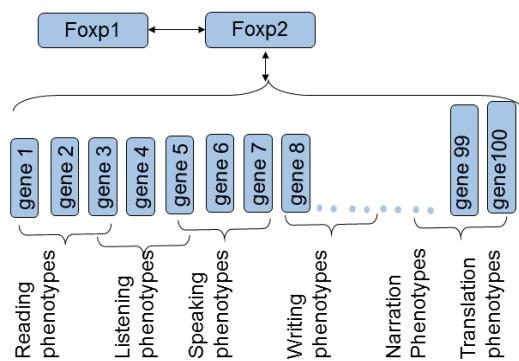 Foxp1
Foxp2
gene 1
gene 2
gene 3
gene 4
gene 5
gene 6
gene 7
gene 8
gene 99
gene100
Reading
phenotypes
Listening
phenotypes
Speaking
phenotypes
Writing
phenotypes
Narration
Phenotypes
Translation
phenotypes